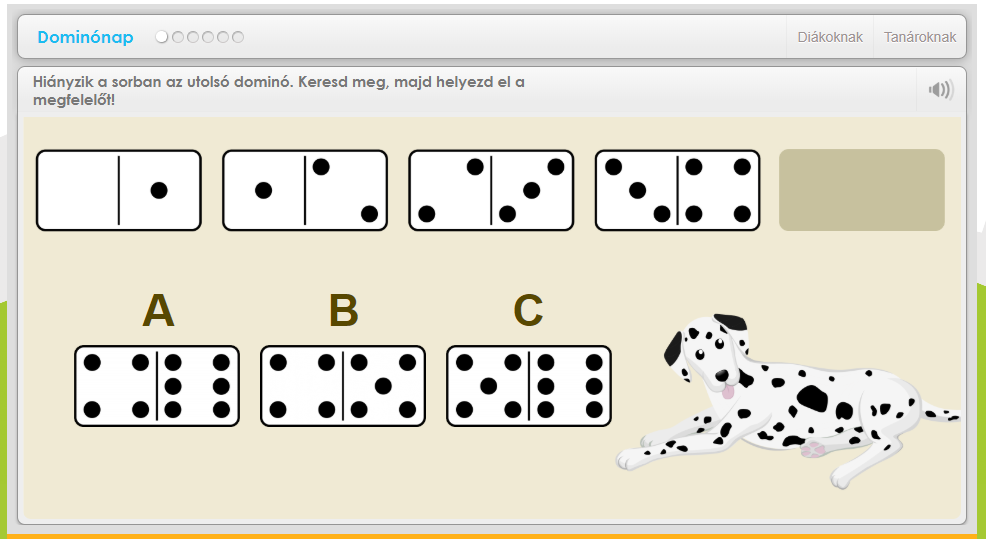 Dominónap
Diákoknak
Tanároknak
Hiányzik a sorban az utolsó dominó. Keresd meg, majd helyezd el a
megfelelőt!
A
B
C